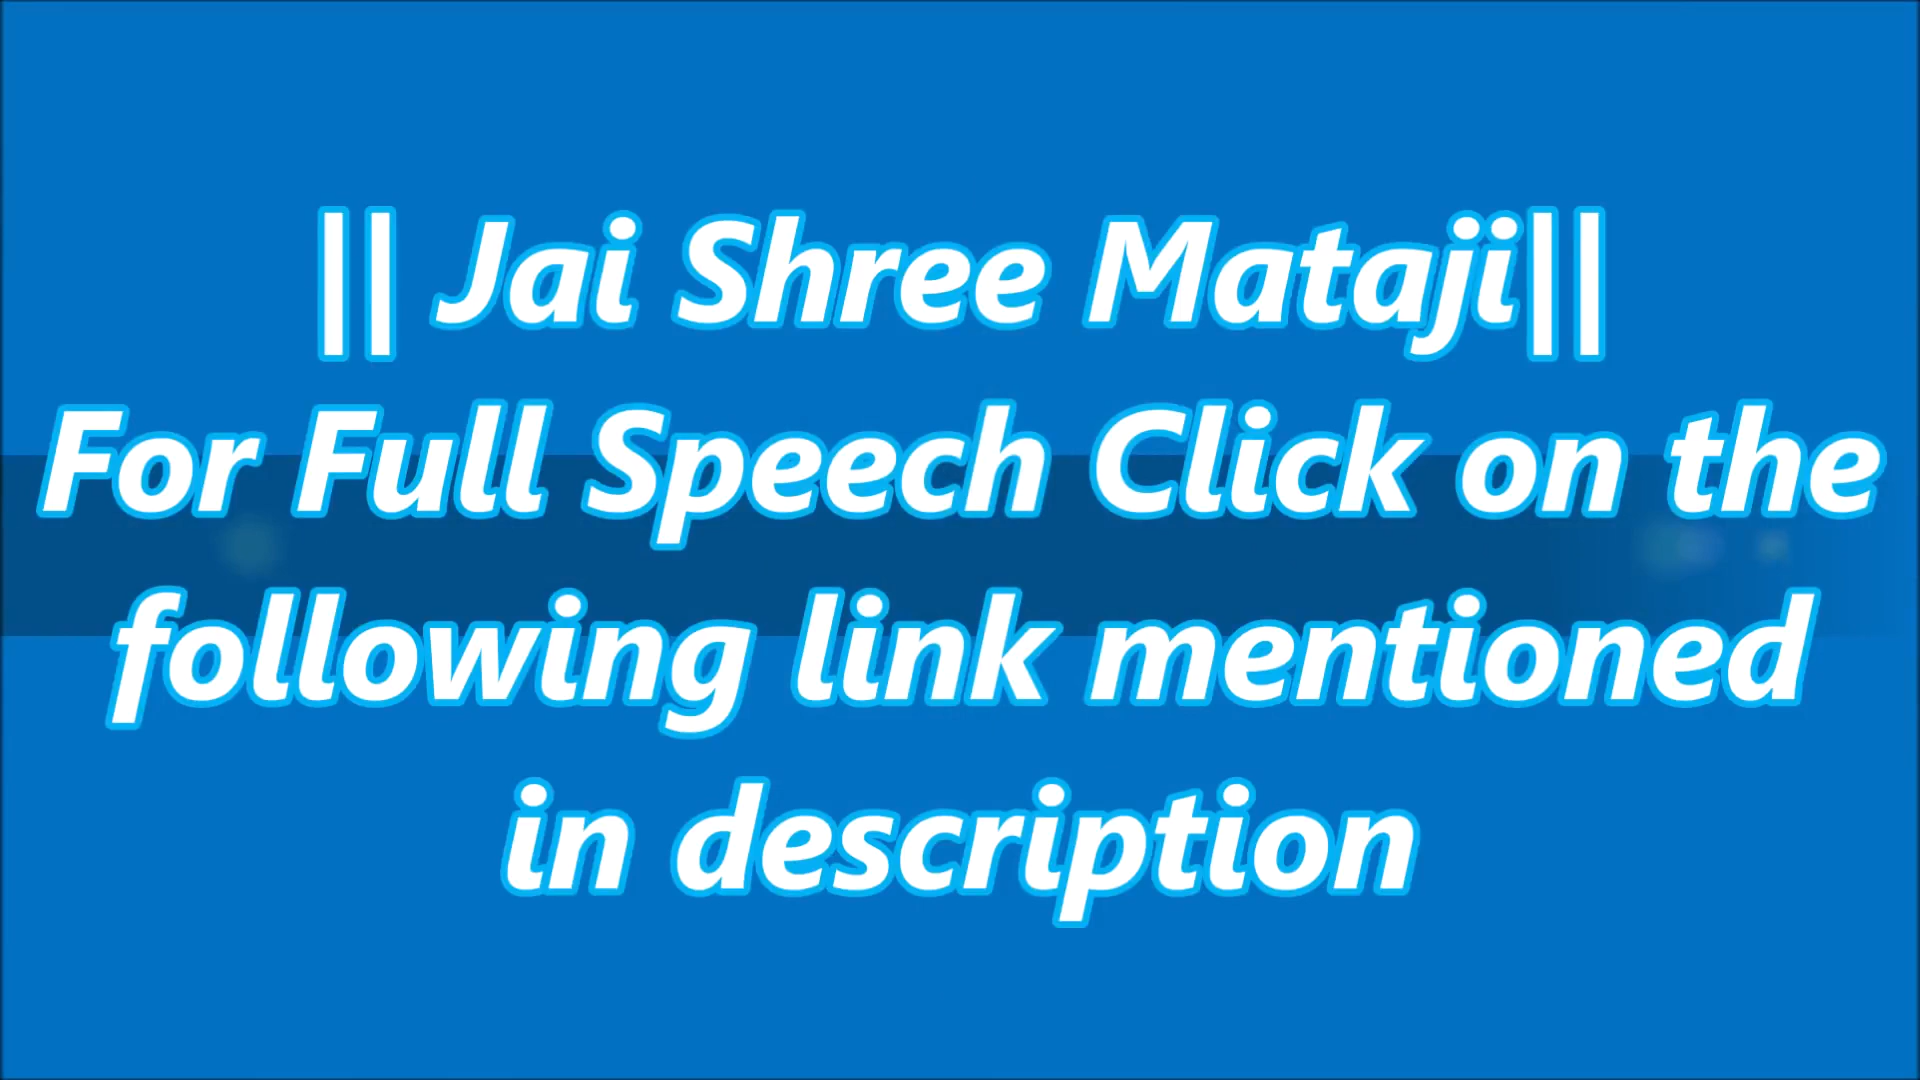 || Jai Shree Mataji||
For Full Speech Click on the
following link mentioned
in description